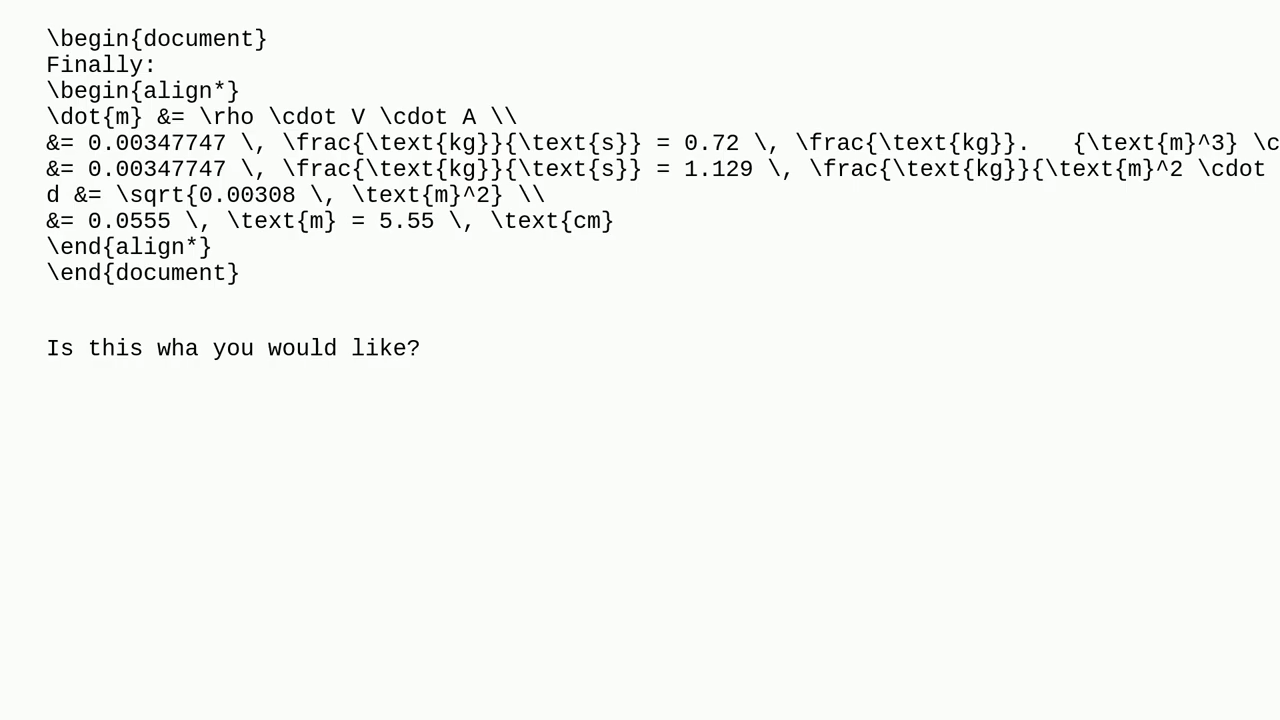 \begin{document}
Finally:
\begin{align*}
\dot{m} &= \rho \cdot V \cdot A \\
&= 0.00347747 \, \frac{\text{kg}}{\text{s}} = 0.72 \, \frac{\text{kg}}.   {\text{m}^3} \c
&= 0.00347747 \, \frac{\text{kg}}{\text{s}} = 1.129 \, \frac{\text{kg}}{\text{m}^2 \cdot
d &= \sqrt{0.00308 \, \text{m}^2} \\
&= 0.0555 \, \text{m} = 5.55 \, \text{cm}
\end{align*}
\end{document}
Is this wha you would like?